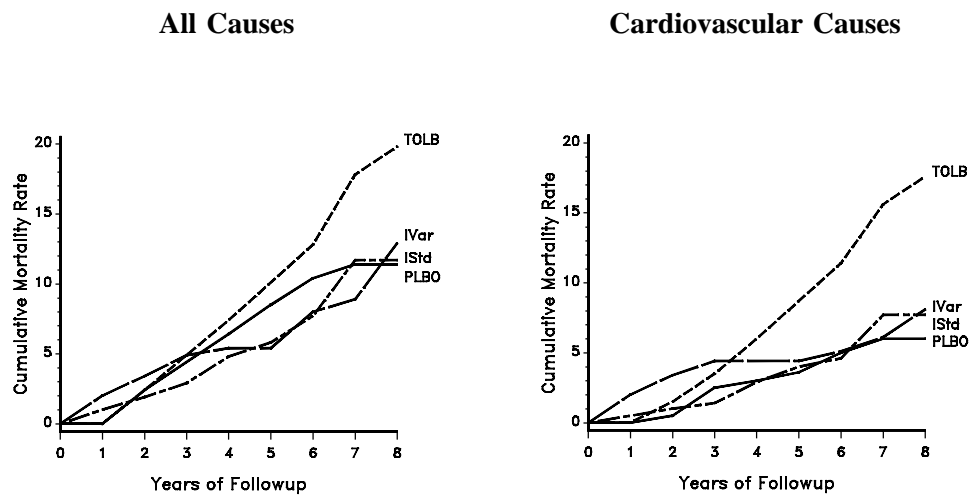 All Causes
Cumulative Mortality Rate
20
15
10
5
0
TOLB
IVar
IStd
PLBO
0 1 2 3 4 5 6 7 8
Years of Followup
Cardiovascular Causes
Cumulative Mortality Rate
20
15
10
5
0
TOLB
IVar
IStd
PLBO
0 1 2 3 4 5 6 7 8
Years of Followup